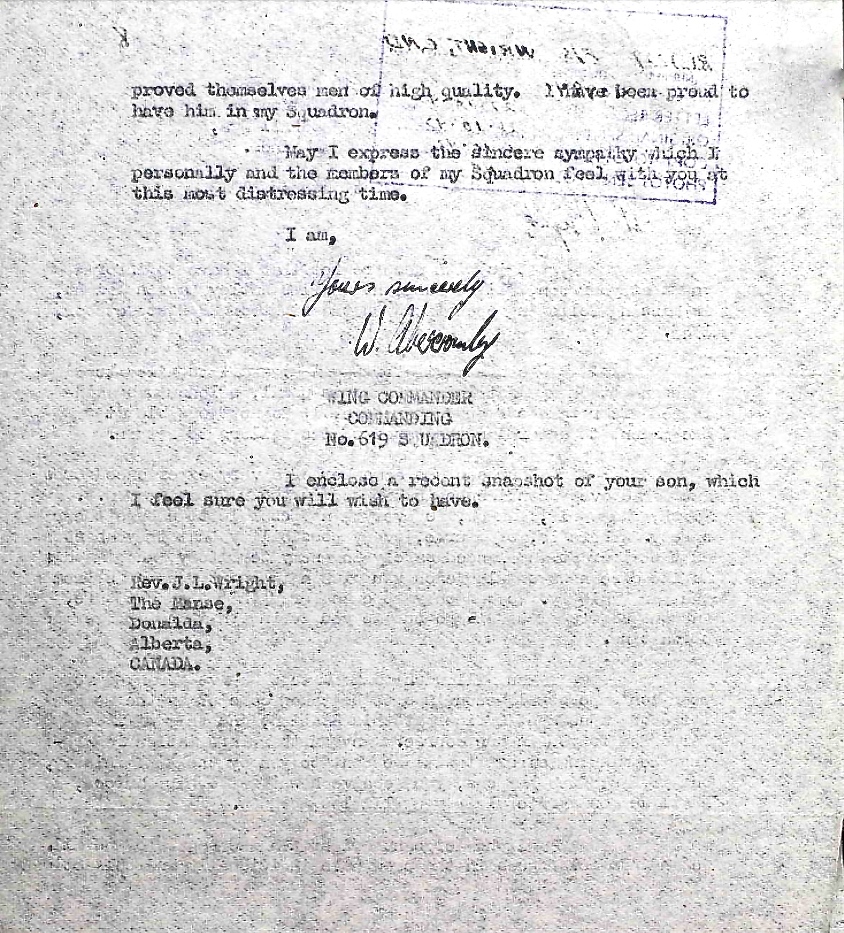 proved themselves men of high quality. I have been proud to
have him in my Squadron.
May I express the sincere sympathy which I
personally and the members of my Squadron feel with you at
this most distressing time.
I am,
Yours sincerely
W. Abercromby
WING COMMANDER
COMMANDING
No.619 SQUADRON.
I enclose a recent snapshot of your son, which
I feel sure you will wish to have.
Rev.J.L.Wright,
The Manse,
Donalda,
Alberta,
CANADA.